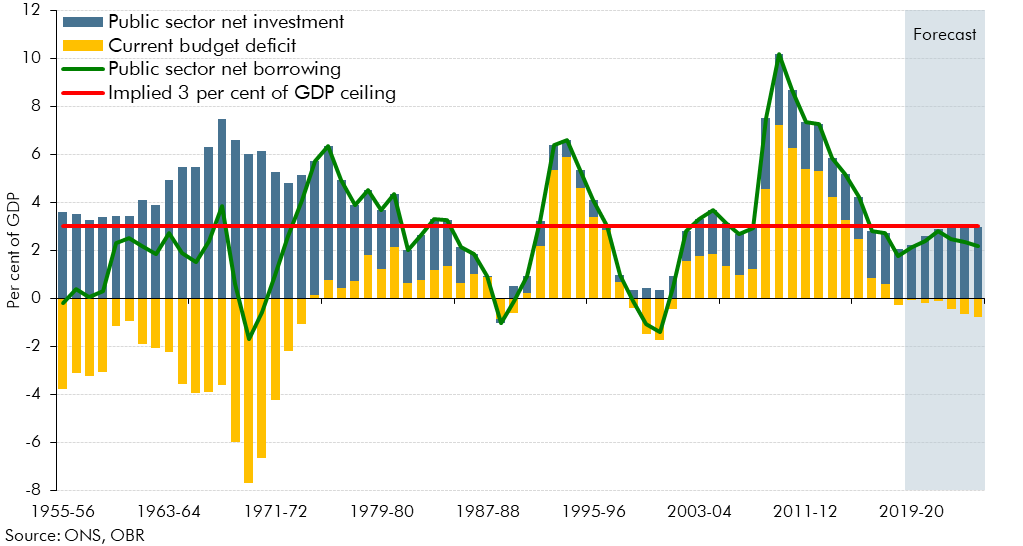 12
10
8
6
4
2
0
-2
-4
-6
-8
Per cent of GDP
Public sector net investment
Current budget deficit
Public sector net borrowing
Implied 3 per cent of GDP ceiling
Forecast
1955-56 1963-64 1971-72 1979-80 1987-88 1995-96 2003-04 2011-12 2019-20
Source: ONS, OBR